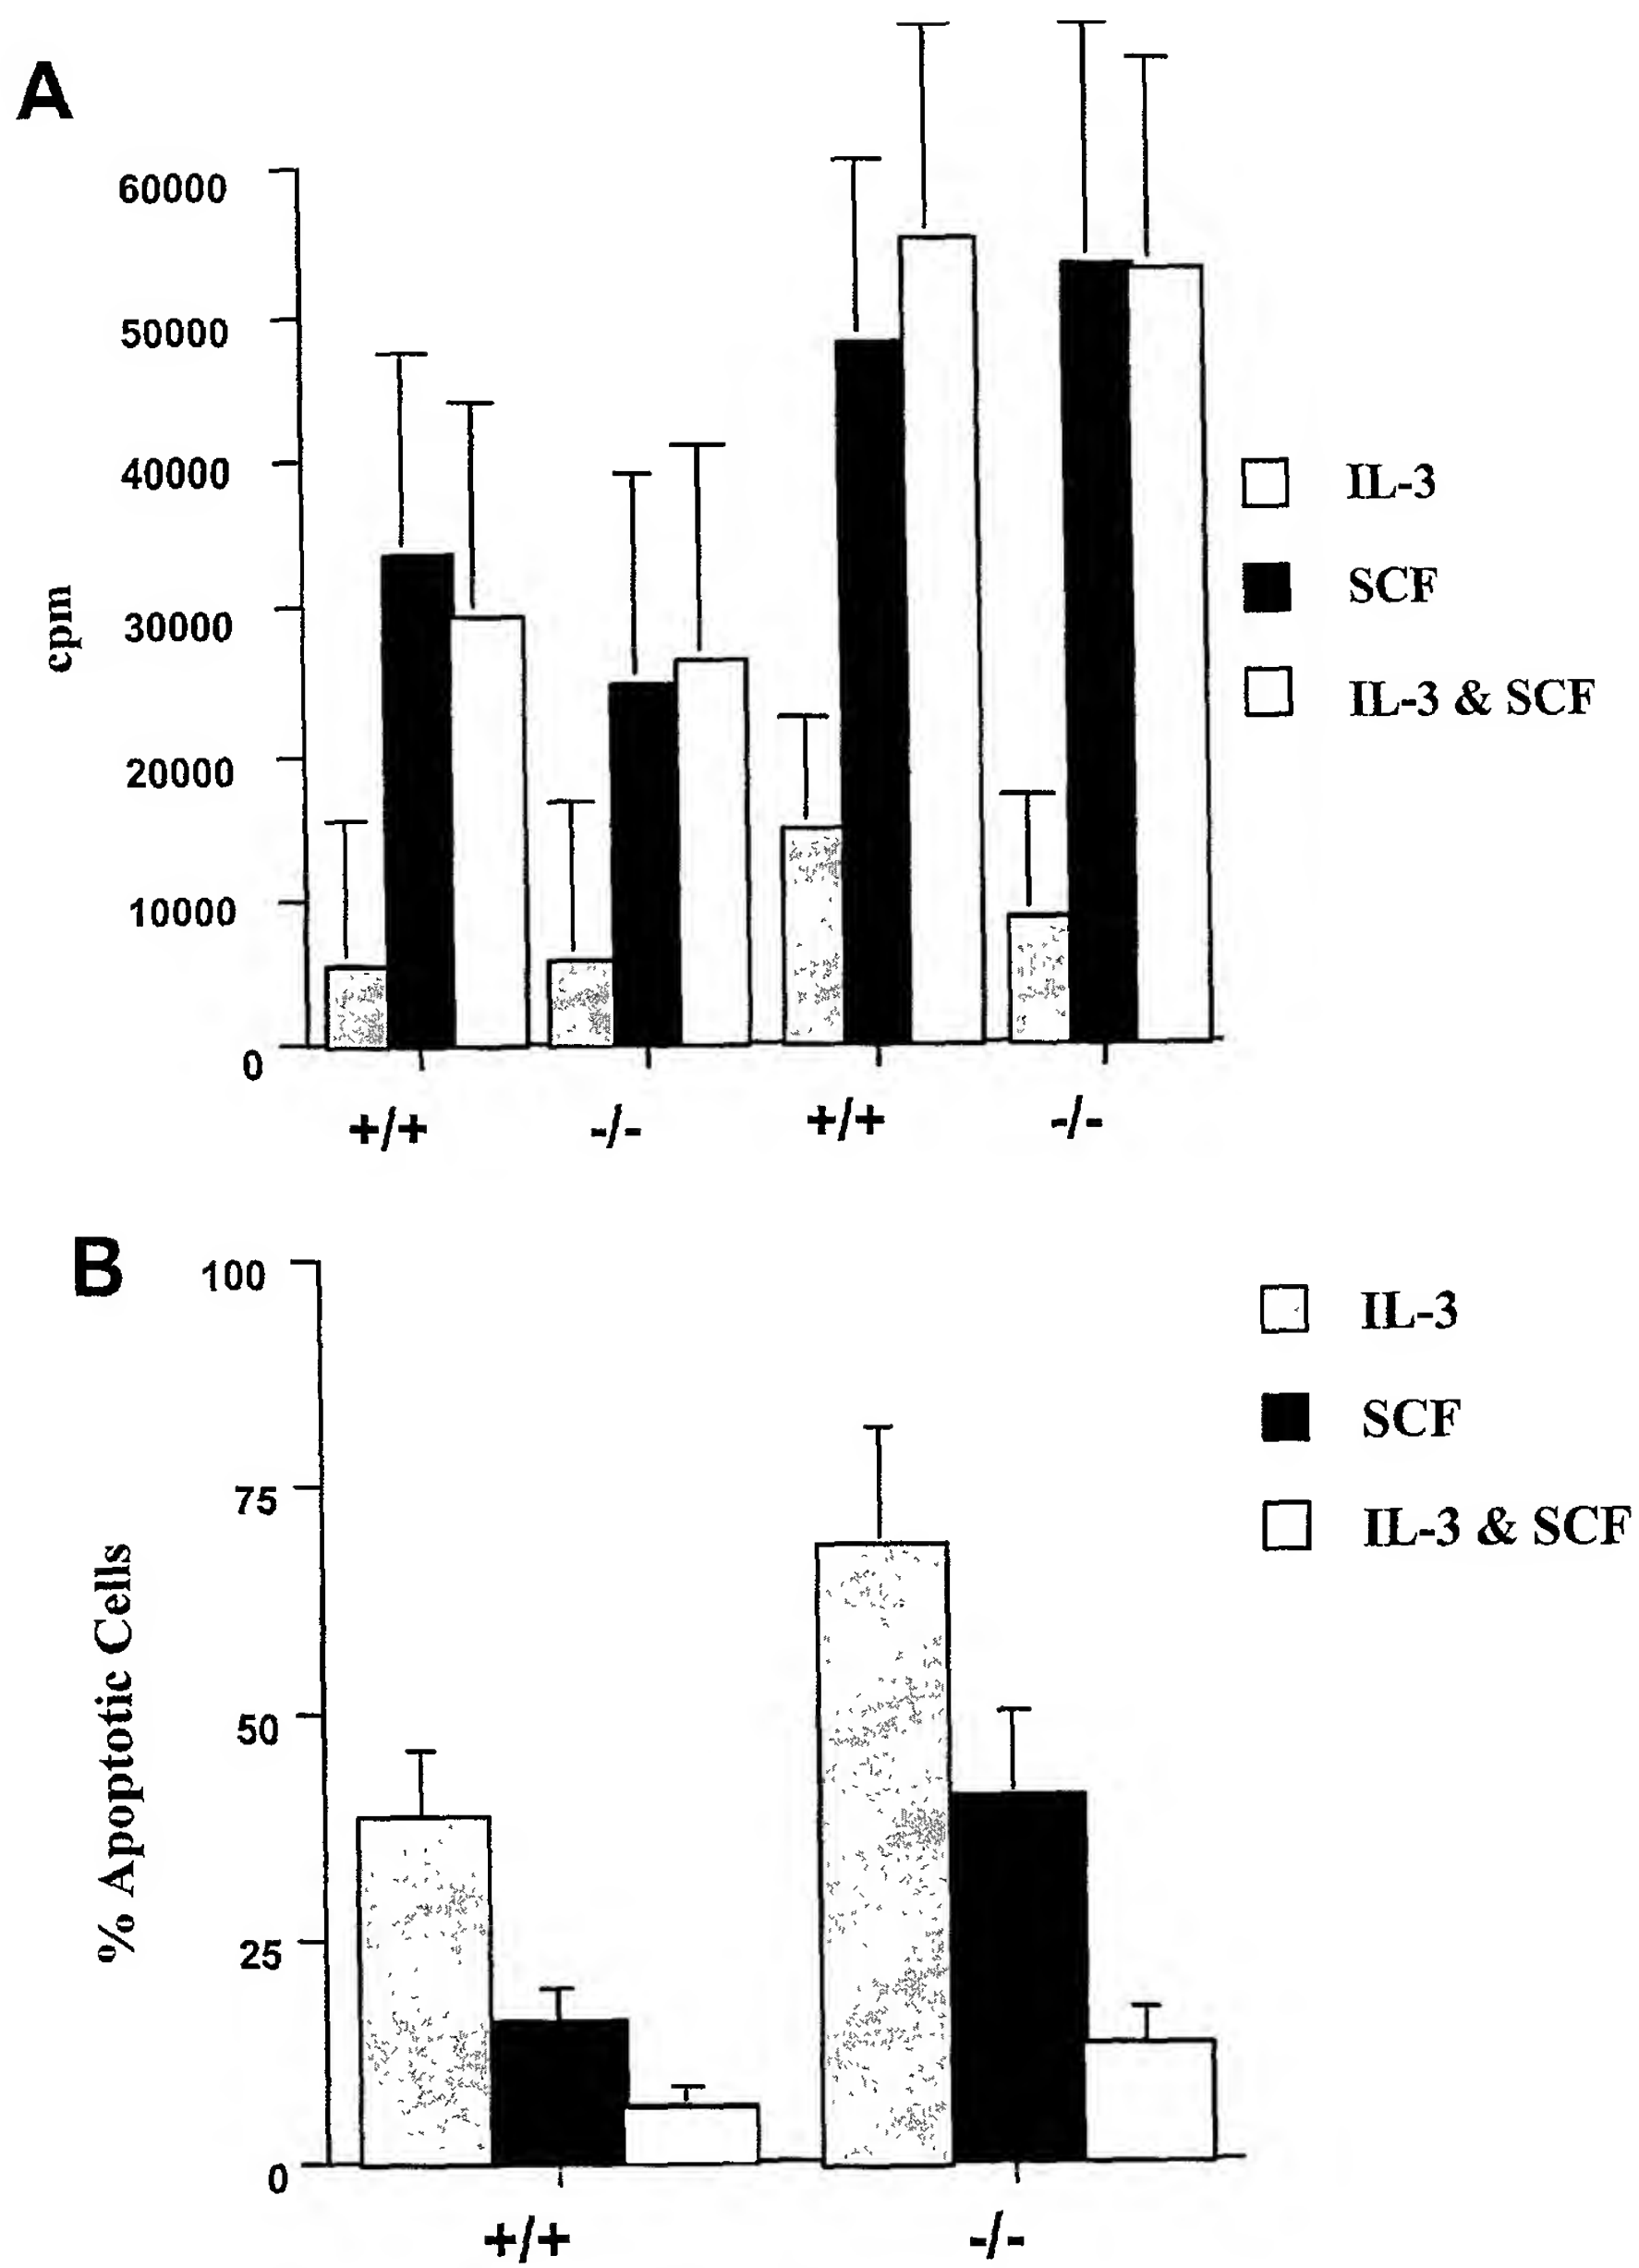 A
60000
50000
40000
30000
20000
10000
0
cpm
+/+ -/- +/+ -/-
IL-3
SCF
IL-3 & SCF
B
100
75
50
25
0
% Apoptotic Cells
+/+ -/-
IL-3
SCF
IL-3 & SCF